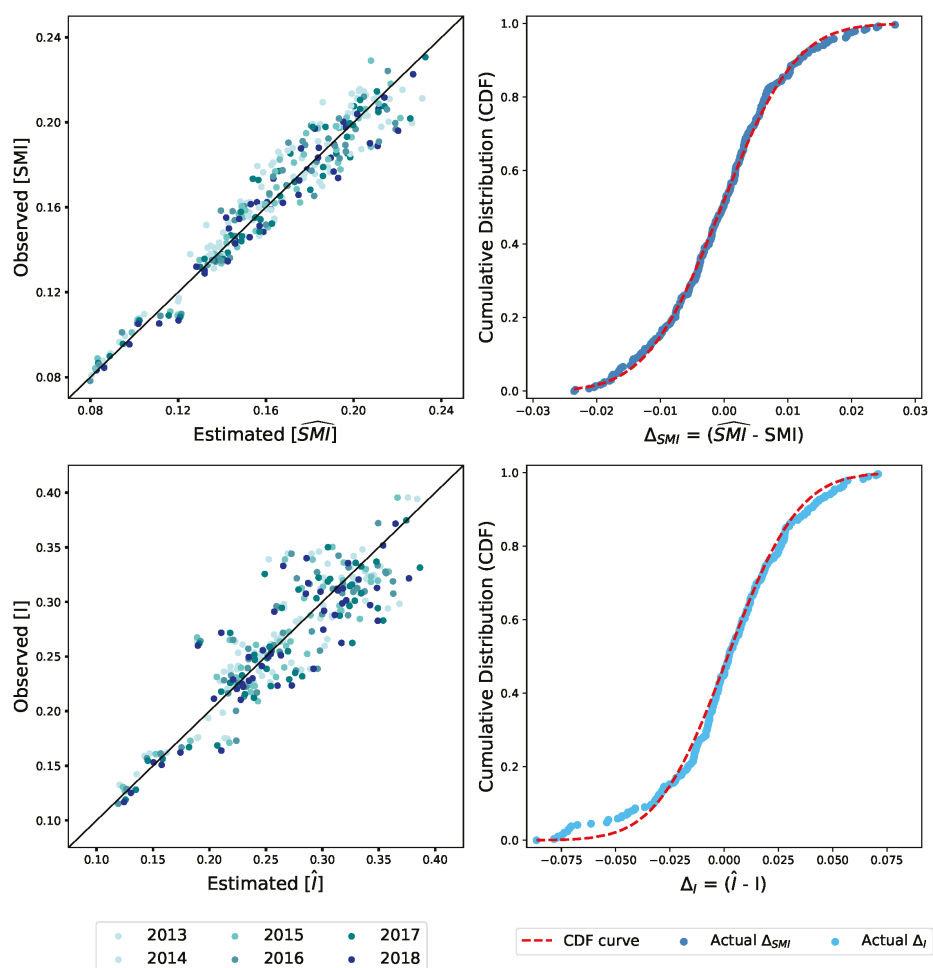 0.24
0.20
0.16
0.12
0.08
Observed [SMI]
0.08 0.12 0.16 0.20 0.24
Estimated [$\widehat{SMI}$]
1.0
0.8
0.6
0.4
0.2
0.0
Cumulative Distribution (CDF)
−0.03 −0.02 −0.01 0.00 0.01 0.02 0.03
Δ_SMI = ($\widehat{SMI}$ - SMI)
0.40
0.35
0.30
0.25
0.20
0.15
0.10
Observed [I]
0.10 0.15 0.20 0.25 0.30 0.35 0.40
Estimated [Î]
1.0
0.8
0.6
0.4
0.2
0.0
Cumulative Distribution (CDF)
−0.075 −0.050 −0.025 0.000 0.025 0.050 0.075
Δ_I = (Î - I)
2013 2015 2017
2014 2016 2018
CDF curve Actual Δ_SMI Actual Δ_I